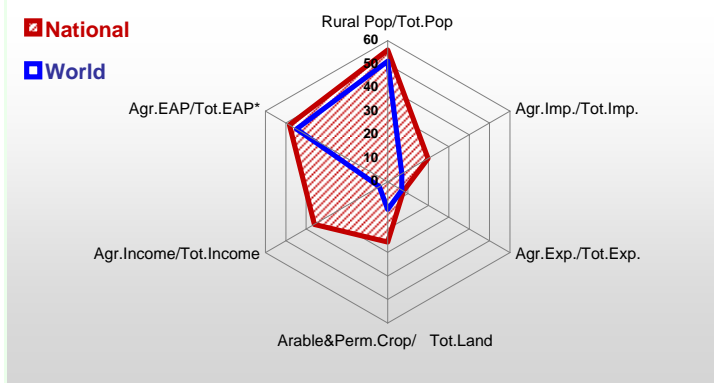 National
World
Rural Pop/Tot.Pop
60
50
40
30
20
10
0
Agr.EAP/Tot.EAP*
Agr.Imp./Tot.Imp.
Agr.Income/Tot.Income
Agr.Exp./Tot.Exp.
Arable&Perm.Crop/ Tot.Land